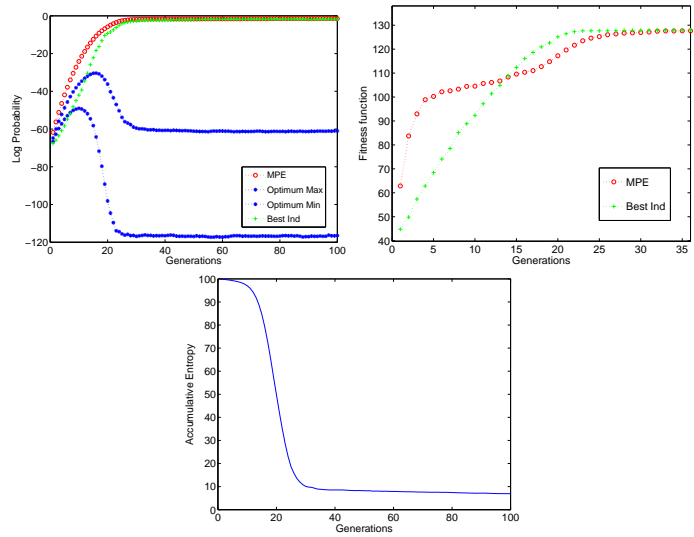 0
−20
−40
−60
−80
−100
−120
Log Probability
0 20 40 60 80 100
Generations
MPE
Optimum Max
Optimum Min
Best Ind
130
120
110
100
90
80
70
60
50
40
Fitness function
0 5 10 15 20 25 30 35
Generations
MPE
Best Ind
100
90
80
70
60
50
40
30
20
10
0
Accumulative Entropy
0 20 40 60 80 100
Generations